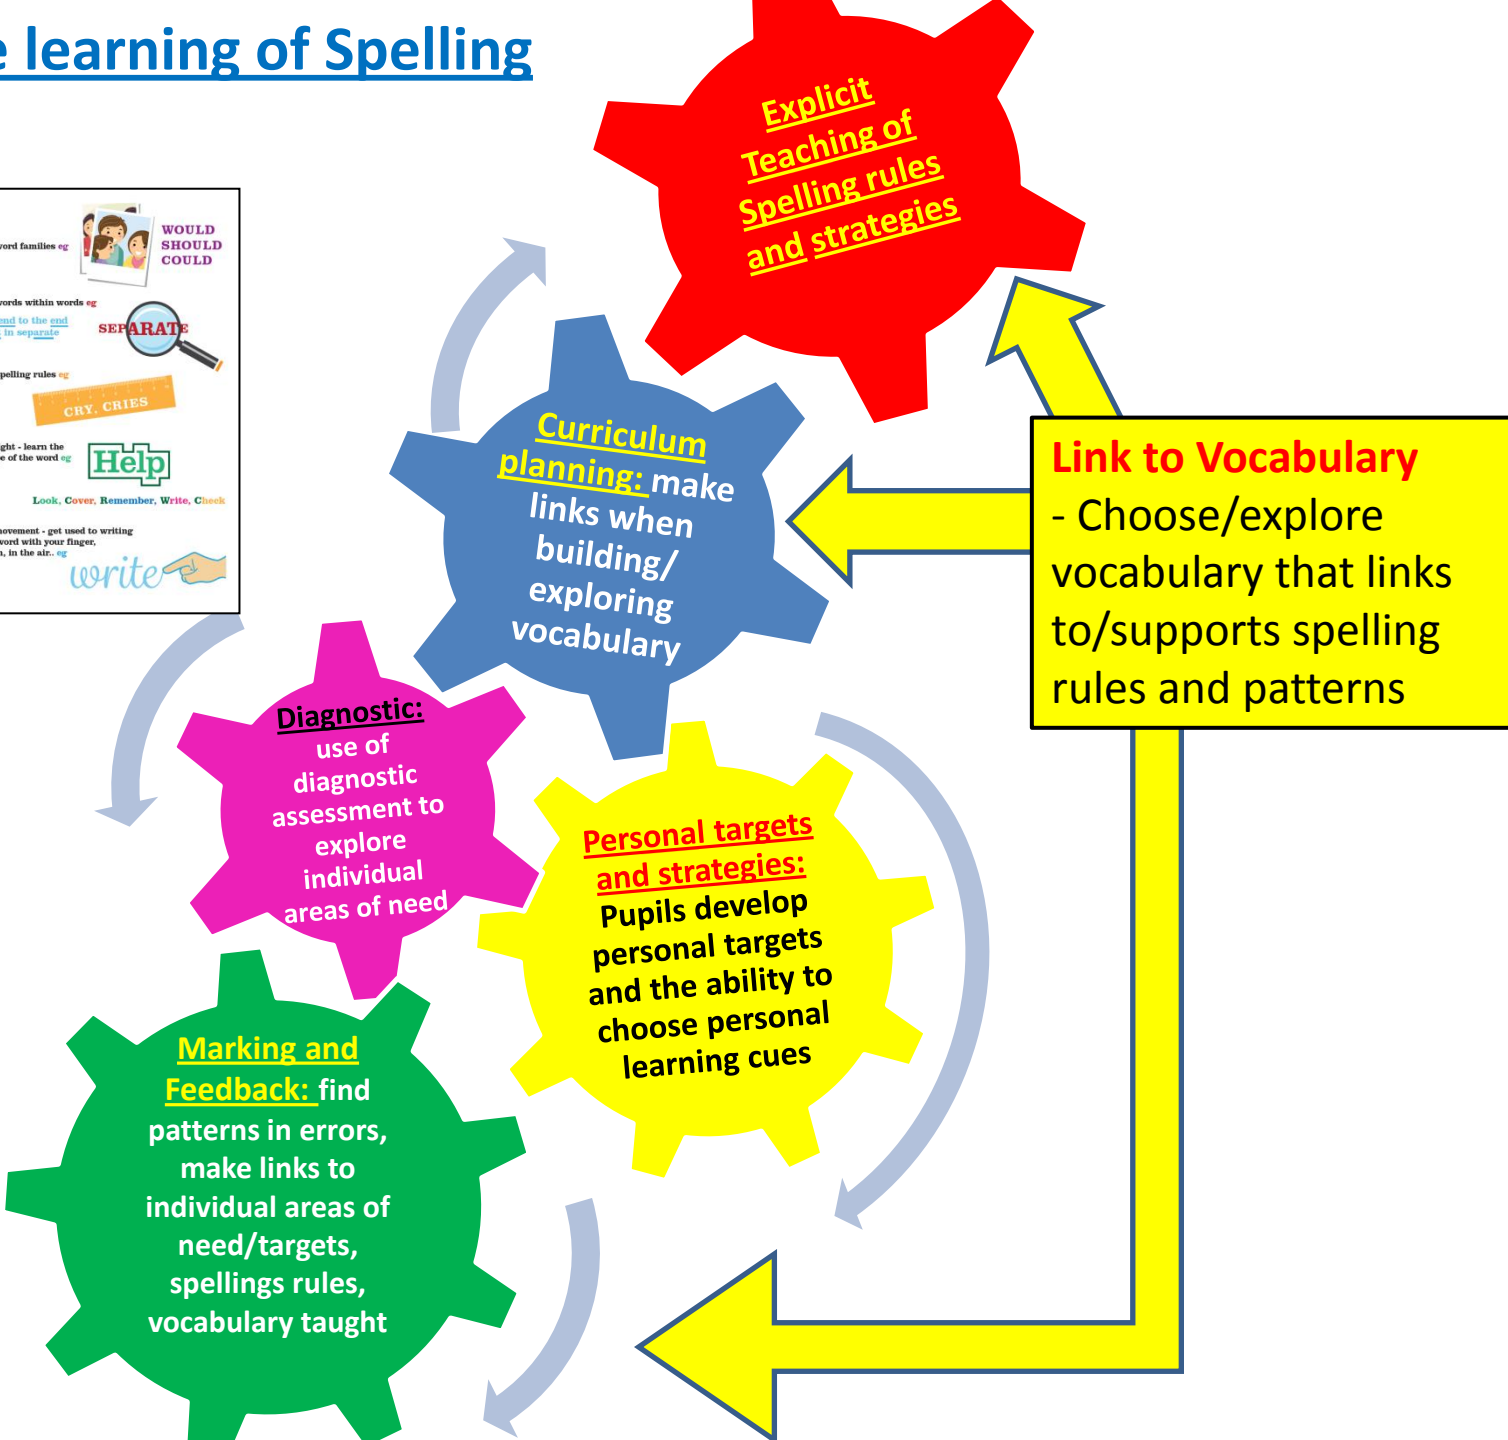 e learning of Spelling
word families eg
WOULD
SHOULD
COULD
words within words eg
end to the end
in separate
SEPARATE
spelling rules eg
CRY, CRIES
ght - learn the
e of the word eg
Help
Look, Cover, Remember, Write, Check
movement - get used to writing
word with your finger,
n, in the air.. eg
write
Explicit
Teaching of
Spelling rules
and strategies
Curriculum
planning: make
links when
building/
exploring
vocabulary
Link to Vocabulary
- Choose/explore
vocabulary that links
to/supports spelling
rules and patterns
Diagnostic:
use of
diagnostic
assessment to
explore
individual
areas of need
Personal targets
and strategies:
Pupils develop
personal targets
and the ability to
choose personal
learning cues
Marking and
Feedback: find
patterns in errors,
make links to
individual areas of
need/targets,
spellings rules,
vocabulary taught